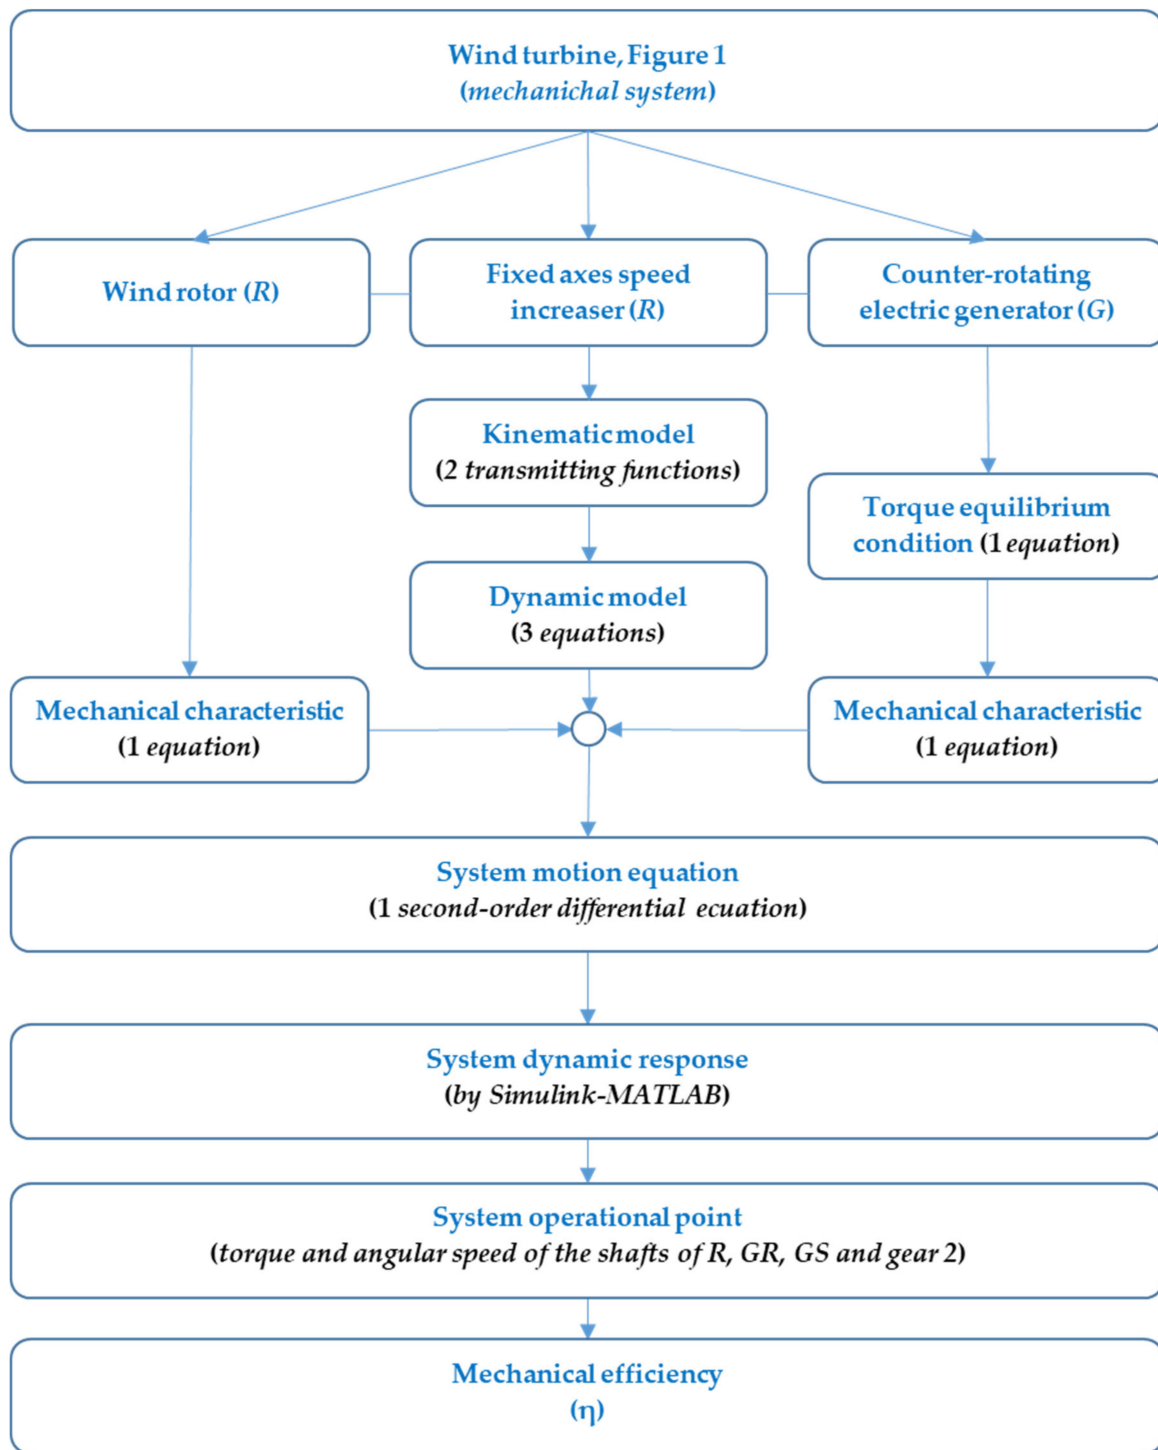 Wind turbine, Figure 1
(mechanichal system)
Wind rotor (R)
Fixed axes speed
increaser (R)
Counter-rotating
electric generator (G)
Kinematic model
(2 transmitting functions)
Torque equilibrium
condition (1 equation)
Dynamic model
(3 equations)
Mechanical characteristic
(1 equation)
Mechanical characteristic
(1 equation)
System motion equation
(1 second-order differential ecuation)
System dynamic response
(by Simulink-MATLAB)
System operational point
(torque and angular speed of the shafts of R, GR, GS and gear 2)
Mechanical efficiency
(η)